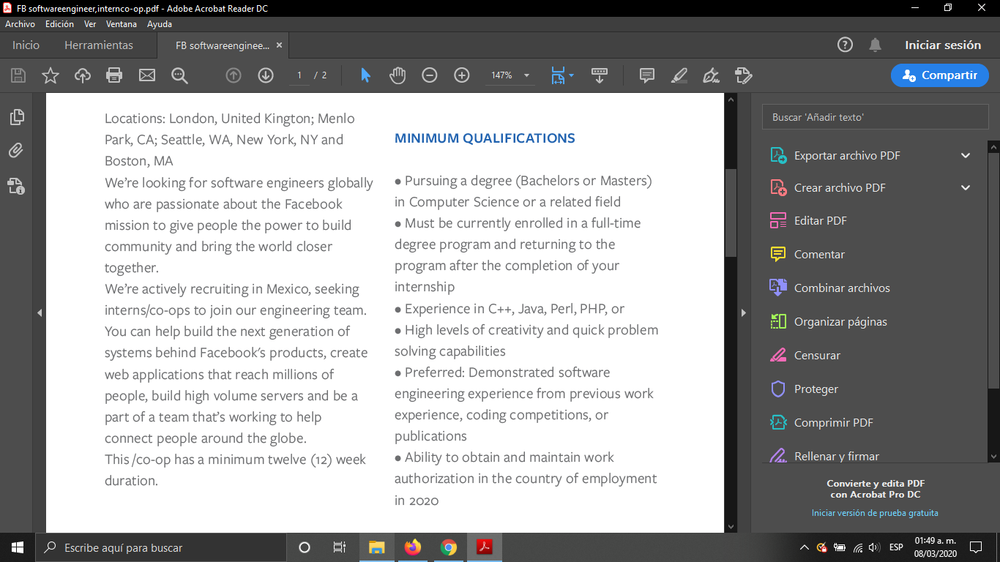 FB softwareengineer,internco-op.pdf - Adobe Acrobat Reader DC
Archivo Edición Ver Ventana Ayuda
Inicio Herramientas FB softwareenginee... × Iniciar sesión
1 / 2 147% Compartir
Locations: London, United Kington; Menlo
Park, CA; Seattle, WA, New York, NY and
Boston, MA
We’re looking for software engineers globally
who are passionate about the Facebook
mission to give people the power to build
community and bring the world closer
together.
We’re actively recruiting in Mexico, seeking
interns/co-ops to join our engineering team.
You can help build the next generation of
systems behind Facebook’s products, create
web applications that reach millions of
people, build high volume servers and be a
part of a team that’s working to help
connect people around the globe.
This /co-op has a minimum twelve (12) week
duration.
MINIMUM QUALIFICATIONS
● Pursuing a degree (Bachelors or Masters)
in Computer Science or a related field
● Must be currently enrolled in a full-time
degree program and returning to the
program after the completion of your
internship
● Experience in C++, Java, Perl, PHP, or
● High levels of creativity and quick problem
solving capabilities
● Preferred: Demonstrated software
engineering experience from previous work
experience, coding competitions, or
publications
● Ability to obtain and maintain work
authorization in the country of employment
in 2020
Buscar 'Añadir texto'
Exportar archivo PDF
Crear archivo PDF
Editar PDF
Comentar
Combinar archivos
Organizar páginas
Censurar
Proteger
Comprimir PDF
Rellenar y firmar
Convierte y edita PDF
con Acrobat Pro DC
Iniciar versión de prueba gratuita
Escribe aquí para buscar
ESP
01:49 a. m.
08/03/2020